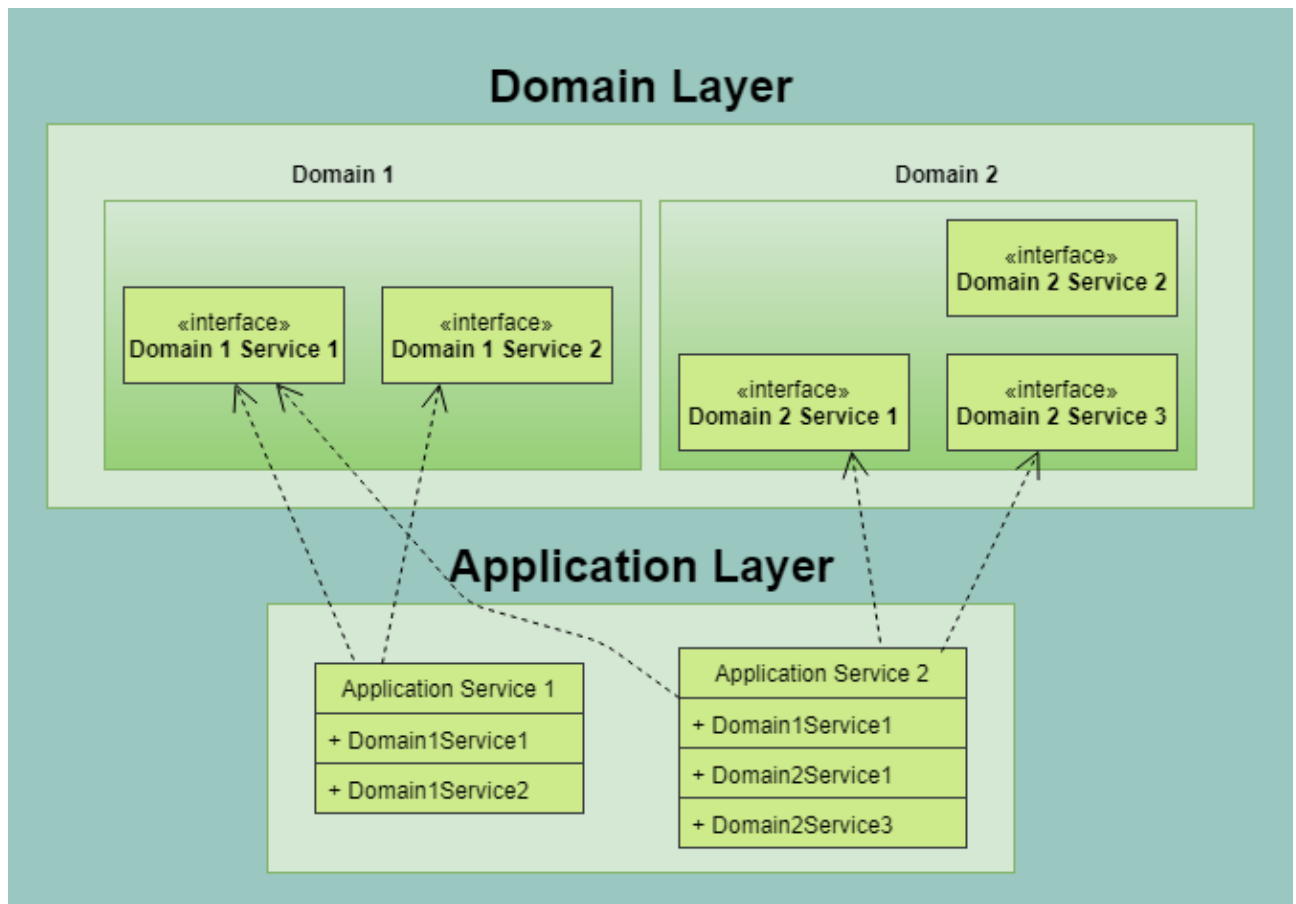 Domain Layer
Domain 1
«interface»
Domain 1 Service 1
«interface»
Domain 1 Service 2
Domain 2
«interface»
Domain 2 Service 2
«interface»
Domain 2 Service 1
«interface»
Domain 2 Service 3
Application Layer
Application Service 1
+ Domain1Service1
+ Domain1Service2
Application Service 2
+ Domain1Service1
+ Domain2Service1
+ Domain2Service3